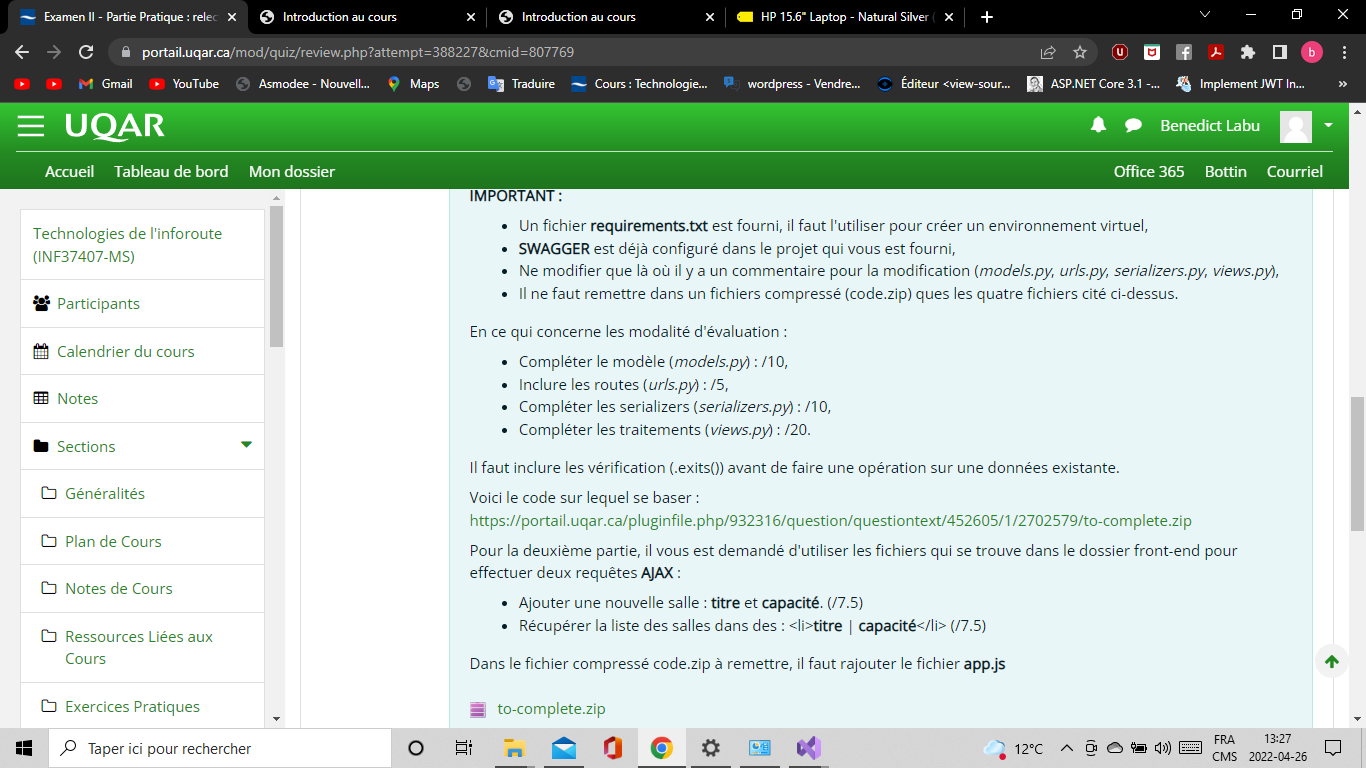 Examen II - Partie Pratique : relec
Introduction au cours
Introduction au cours
HP 15.6" Laptop - Natural Silver (
portail.uqar.ca/mod/quiz/review.php?attempt=388227&cmid=807769
b
Gmail
YouTube
Asmodee - Nouvell...
Maps
Traduire
Cours : Technologie...
wordpress - Vendre...
Éditeur <view-sour...
ASP.NET Core 3.1 -...
Implement JWT In...
»
UQAR
Benedict Labu
Accueil
Tableau de bord
Mon dossier
Office 365
Bottin
Courriel
Technologies de l'inforoute
(INF37407-MS)
Participants
Calendrier du cours
Notes
Sections
Généralités
Plan de Cours
Notes de Cours
Ressources Liées aux
Cours
Exercices Pratiques
IMPORTANT :
• Un fichier requirements.txt est fourni, il faut l'utiliser pour créer un environnement virtuel,
• SWAGGER est déjà configuré dans le projet qui vous est fourni,
• Ne modifier que là où il y a un commentaire pour la modification (models.py, urls.py, serializers.py, views.py),
• Il ne faut remettre dans un fichiers compressé (code.zip) ques les quatre fichiers cité ci-dessus.
En ce qui concerne les modalité d'évaluation :
• Compléter le modèle (models.py) : /10,
• Inclure les routes (urls.py) : /5,
• Compléter les serializers (serializers.py) : /10,
• Compléter les traitements (views.py) : /20.
Il faut inclure les vérification (.exits()) avant de faire une opération sur une données existante.
Voici le code sur lequel se baser :
https://portail.uqar.ca/pluginfile.php/932316/question/questiontext/452605/1/2702579/to-complete.zip
Pour la deuxième partie, il vous est demandé d'utiliser les fichiers qui se trouve dans le dossier front-end pour
effectuer deux requêtes AJAX :
• Ajouter une nouvelle salle : titre et capacité. (/7.5)
• Récupérer la liste des salles dans des : <li>titre | capacité</li> (/7.5)
Dans le fichier compressé code.zip à remettre, il faut rajouter le fichier app.js
to-complete.zip
Taper ici pour rechercher
12°C
FRA
CMS
13:27
2022-04-26